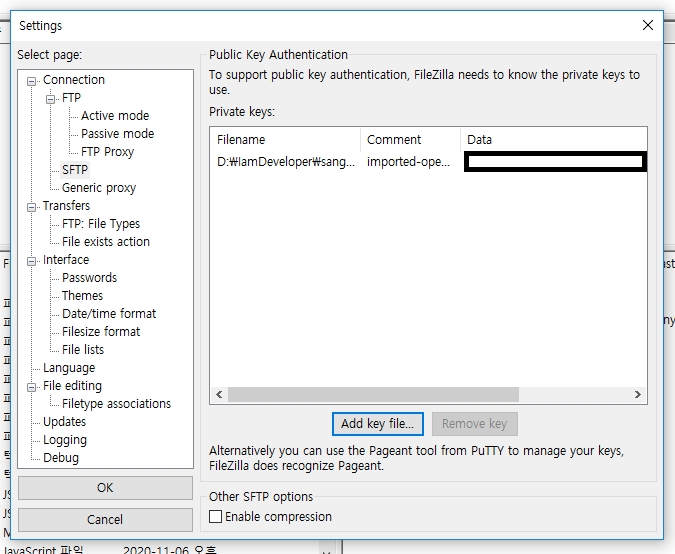 Settings
Select page:
Connection
FTP
Active mode
Passive mode
FTP Proxy
SFTP
Generic proxy
Transfers
FTP: File Types
File exists action
Interface
Passwords
Themes
Date/time format
Filesize format
File lists
Language
File editing
Filetype associations
Updates
Logging
Debug
OK
Cancel
Public Key Authentication
To support public key authentication, FileZilla needs to know the private keys to
use.
Private keys:
Filename Comment Data
D:₩IamDeveloper₩sang... imported-ope...
Add key file... Remove key
Alternatively you can use the Pageant tool from PuTTY to manage your keys,
FileZilla does recognize Pageant.
Other SFTP options
Enable compression
JavaScript 파일 2020-11-06 오후